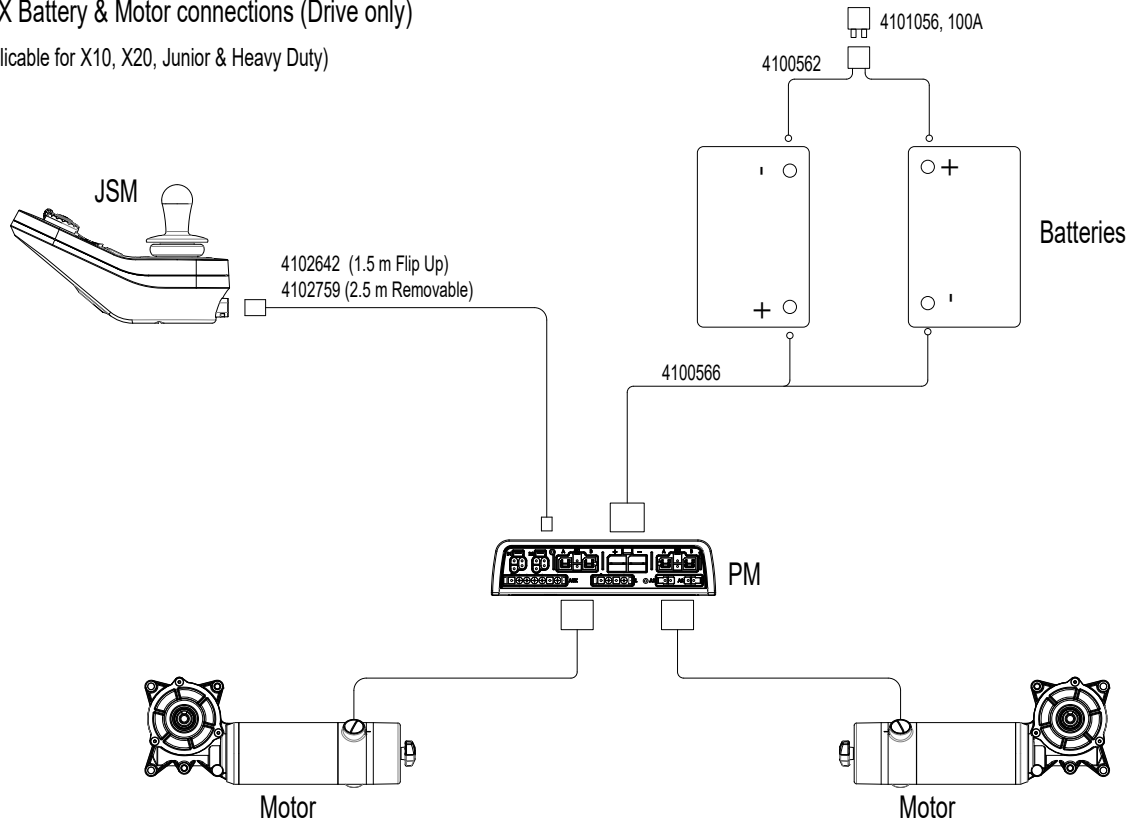 X Battery & Motor connections (Drive only)
licable for X10, X20, Junior & Heavy Duty)
4101056, 100A
4100562
JSM
- +
Batteries
4102642 (1.5 m Flip Up)
4102759 (2.5 m Removable)
+ -
4100566
PM
Motor
Motor